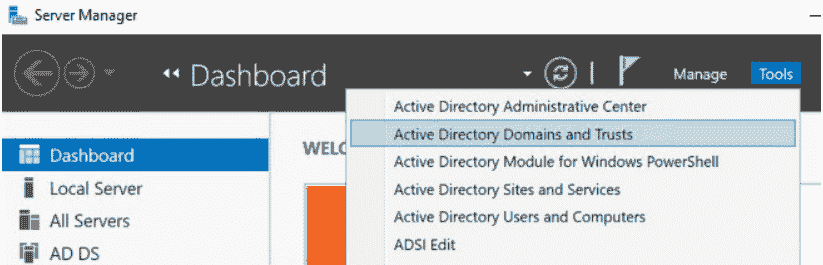 Server Manager
Dashboard
Manage
Tools
Active Directory Administrative Center
Active Directory Domains and Trusts
Active Directory Module for Windows PowerShell
Active Directory Sites and Services
Active Directory Users and Computers
ADSI Edit
Dashboard
Local Server
All Servers
AD DS
WELC